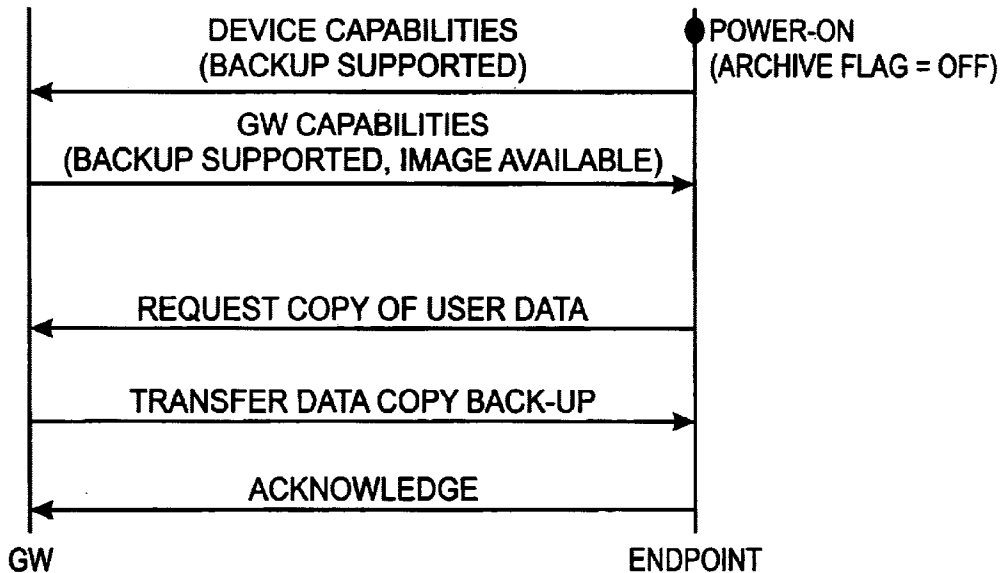 DEVICE CAPABILITIES
(BACKUP SUPPORTED)
POWER-ON
(ARCHIVE FLAG = OFF)
GW CAPABILITIES
(BACKUP SUPPORTED, IMAGE AVAILABLE)
REQUEST COPY OF USER DATA
TRANSFER DATA COPY BACK-UP
ACKNOWLEDGE
GW
ENDPOINT